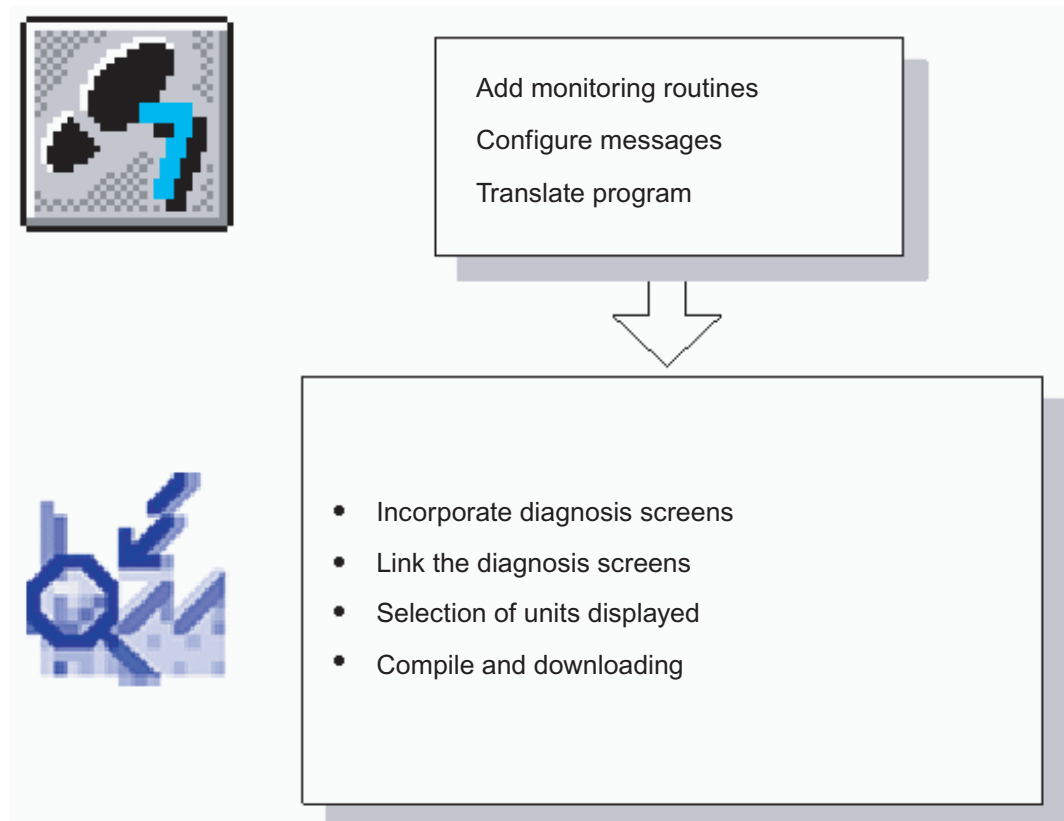 Add monitoring routines
Configure messages
Translate program
• Incorporate diagnosis screens
• Link the diagnosis screens
• Selection of units displayed
• Compile and downloading